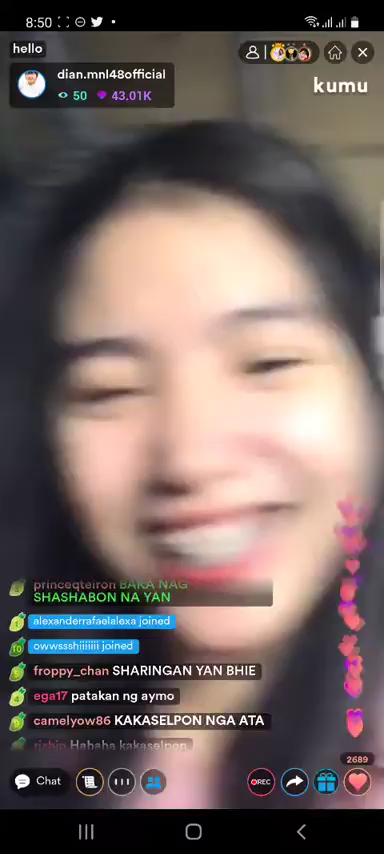 8:50
hello
dian.mnl48official
50 43.01K
kumu
princeqteiron BAKA NAG
SHASHABON NA YAN
alexanderrafaelalexa joined
owwssshiiiiiii joined
froppy_chan SHARINGAN YAN BHIE
ega17 patakan ng aymo
camelyow86 KAKASELPON NGA ATA
Hahaha kakaselpon
2689
Chat
REC